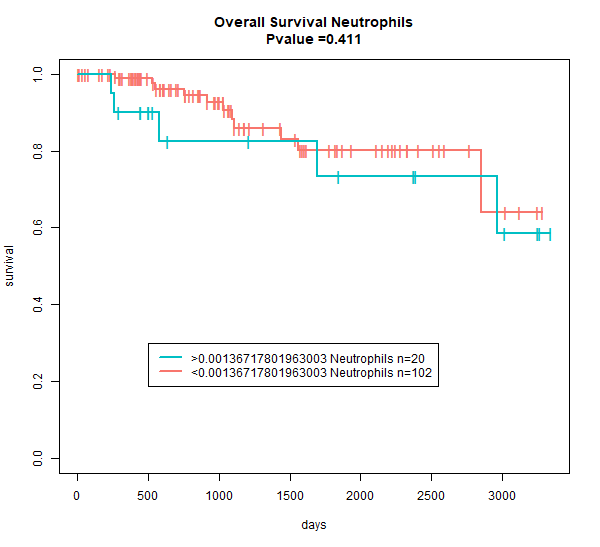 Overall Survival Neutrophils
Pvalue =0.411
survival
1.0
0.8
0.6
0.4
0.2
0.0
>0.00136717801963003 Neutrophils n=20
<0.00136717801963003 Neutrophils n=102
0 500 1000 1500 2000 2500 3000
days